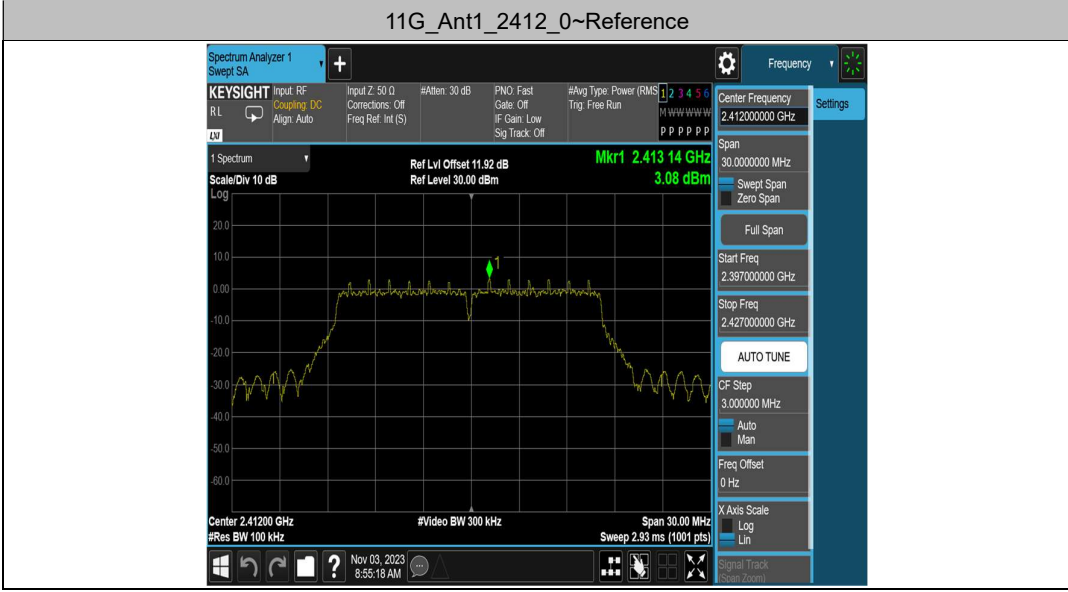 11G_Ant1_2412_0~Reference
Spectrum Analyzer 1
Swept SA
+
Frequency
KEYSIGHT
RL
LXI
Input: RF
Coupling: DC
Align: Auto
Input Z: 50 Ω
Corrections: Off
Freq Ref: Int (S)
#Atten: 30 dB
PNO: Fast
Gate: Off
IF Gain: Low
Sig Track: Off
#Avg Type: Power (RMS
Trig: Free Run
1 2 3 4 5 6
M W W W W W
P P P P P P
Center Frequency
2.412000000 GHz
Settings
Span
30.0000000 MHz
Swept Span
Zero Span
Full Span
Start Freq
2.397000000 GHz
Stop Freq
2.427000000 GHz
AUTO TUNE
CF Step
3.000000 MHz
Auto
Man
Freq Offset
0 Hz
X Axis Scale
Log
Lin
Signal Track
(Span Zoom)
1 Spectrum
Scale/Div 10 dB
Log
Ref Lvl Offset 11.92 dB
Ref Level 30.00 dBm
Mkr1 2.413 14 GHz
3.08 dBm
1
20.0
10.0
0.00
-10.0
-20.0
-30.0
-40.0
-50.0
-60.0
Center 2.41200 GHz
#Res BW 100 kHz
#Video BW 300 kHz
Span 30.00 MHz
Sweep 2.93 ms (1001 pts)
?
Nov 03, 2023
8:55:18 AM